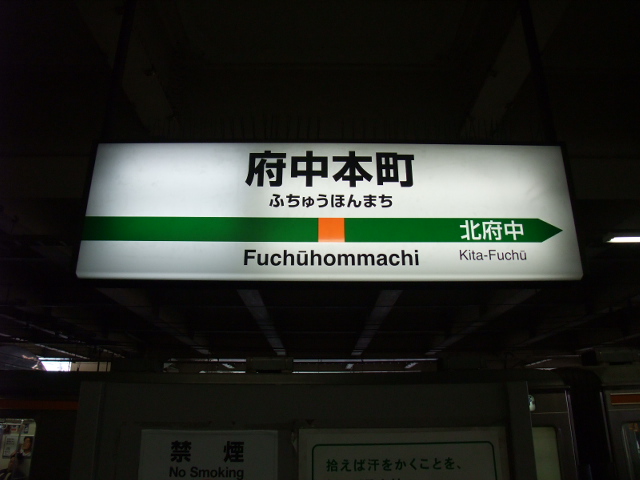 府中本町
ふちゅうほんまち
北府中
Fuchūhommachi
Kita-Fuchū
禁煙
No Smoking
拾えば汗をかくことを、